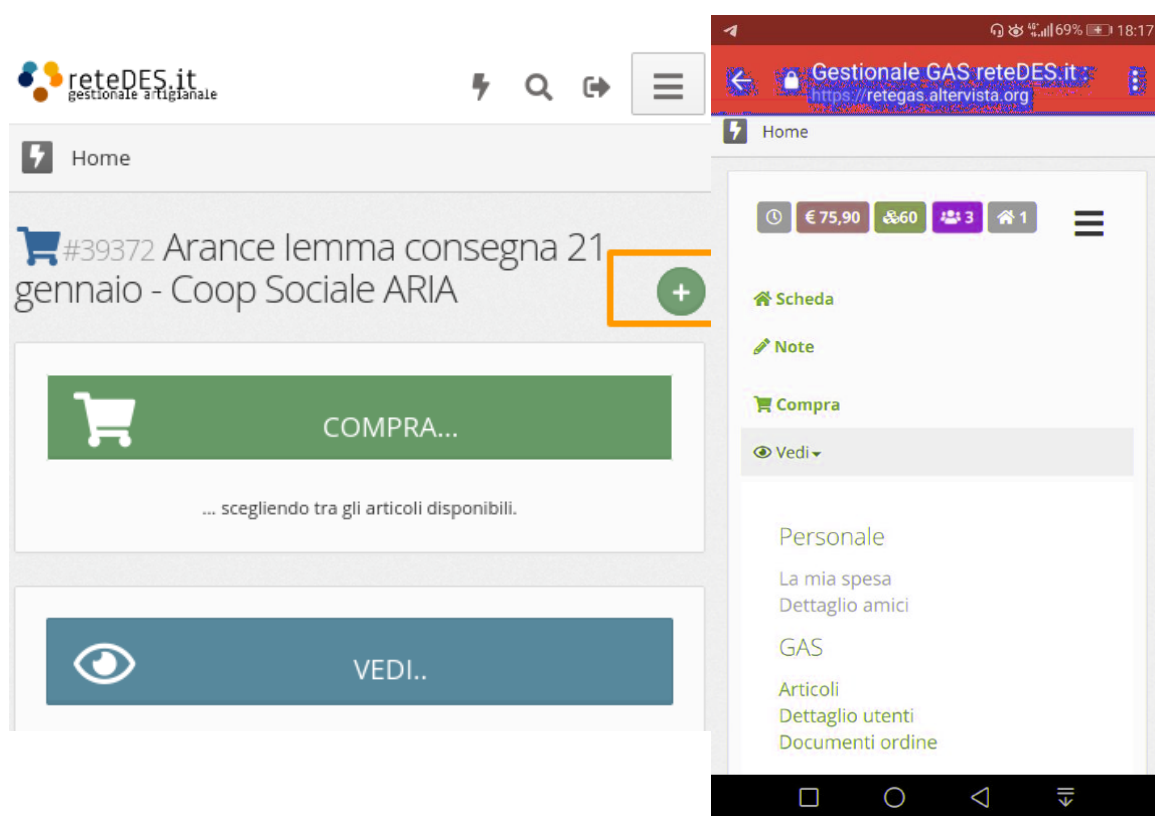 reteDES.it
gestionale artigianale
Home
#39372 Arance lemma consegna 21
gennaio - Coop Sociale ARIA
+
COMPRA...
... scegliendo tra gli articoli disponibili.
VEDI..
69% 18:17
Gestionale GAS reteDES.it
https://retegas.altervista.org
Home
€ 75,90 60 3 1
Scheda
Note
Compra
Vedi
Personale
La mia spesa
Dettaglio amici
GAS
Articoli
Dettaglio utenti
Documenti ordine